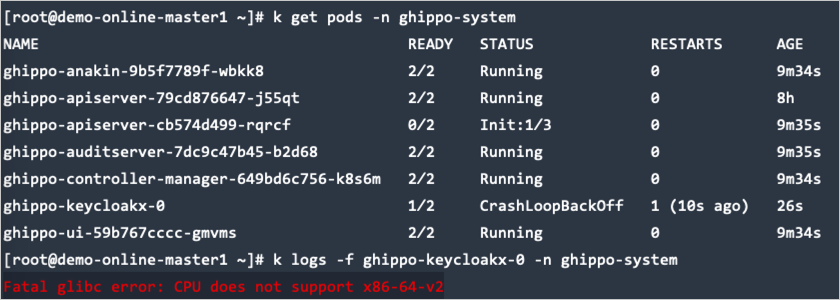 [root@demo-online-master1 ~]# k get pods -n ghippo-system
NAME READY STATUS RESTARTS AGE
ghippo-anakin-9b5f7789f-wbkk8 2/2 Running 0 9m34s
ghippo-apiserver-79cd876647-j55qt 2/2 Running 0 8h
ghippo-apiserver-cb574d499-rqrcf 0/2 Init:1/3 0 9m35s
ghippo-auditserver-7dc9c47b45-b2d68 2/2 Running 0 9m35s
ghippo-controller-manager-649bd6c756-k8s6m 2/2 Running 0 9m34s
ghippo-keycloakx-0 1/2 CrashLoopBackOff 1 (10s ago) 26s
ghippo-ui-59b767cccc-gmvms 2/2 Running 0 9m34s
[root@demo-online-master1 ~]# k logs -f ghippo-keycloakx-0 -n ghippo-system
Fatal glibc error: CPU does not support x86-64-v2